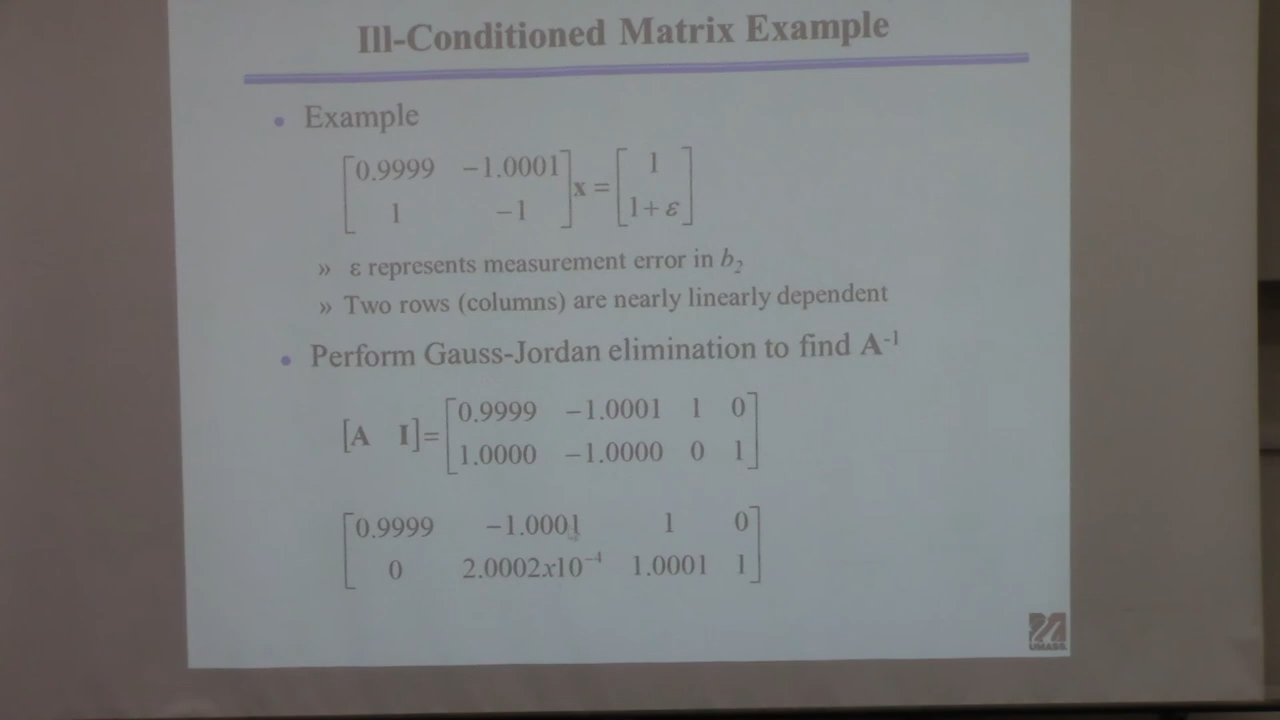 Ill-Conditioned Matrix Example
• Example
[0.9999 −1.0001] x = [1]
[1 −1] [1+ε]
» ε represents measurement error in b₂
» Two rows (columns) are nearly linearly dependent
• Perform Gauss-Jordan elimination to find A⁻¹
[A I]= [0.9999 −1.0001 1 0]
[1.0000 −1.0000 0 1]
[0.9999 −1.0001 1 0]
[0 2.0002x10⁻⁴ 1.0001 1]
UMASS